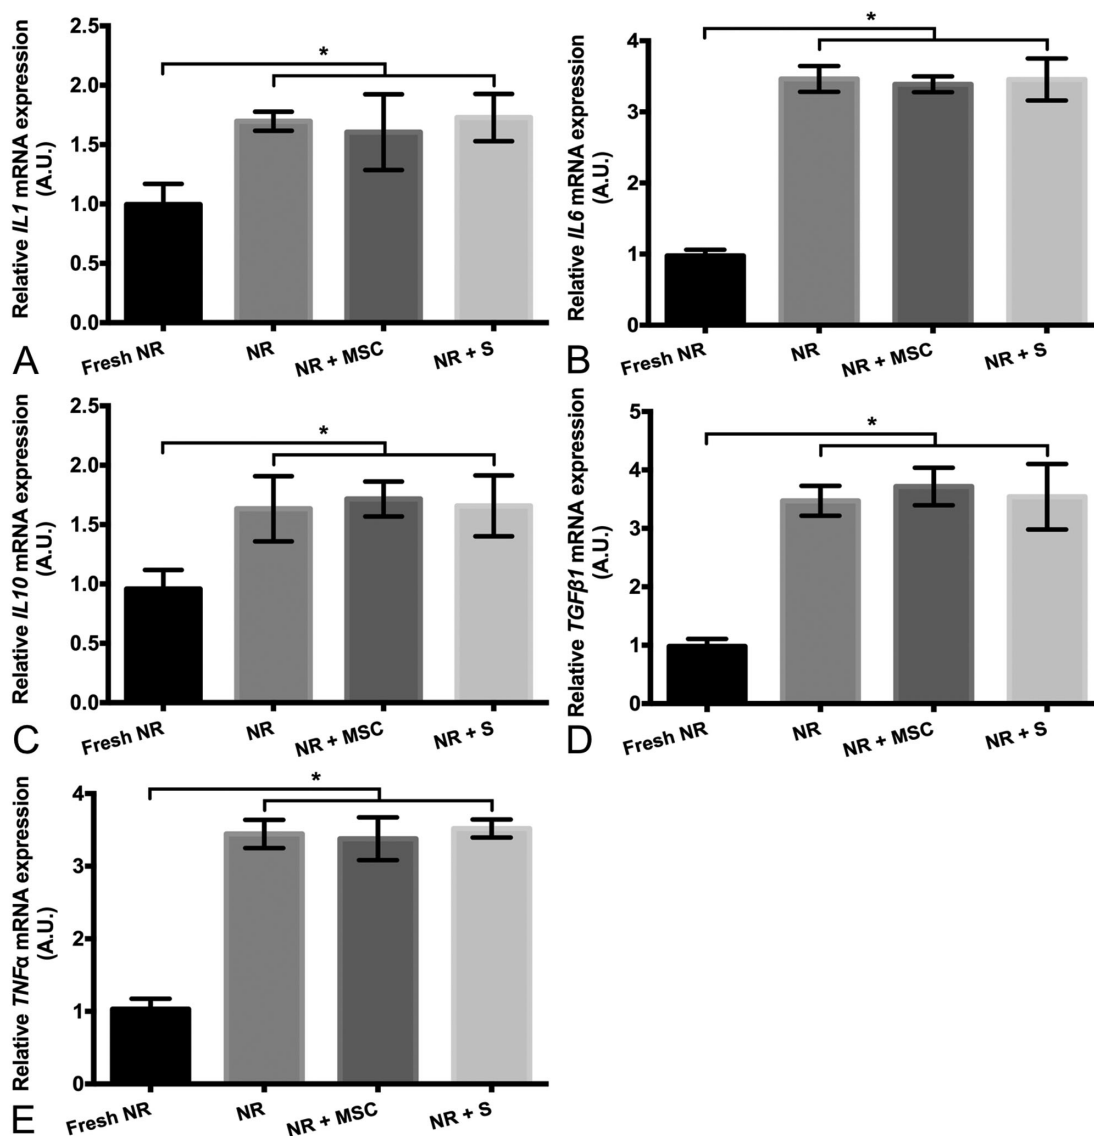 Relative IL1 mRNA expression
(A.U.)
2.5
2.0
1.5
1.0
0.5
0.0
*
Fresh NR
NR
NR + MSC
NR + S
A
Relative IL6 mRNA expression
(A.U.)
4
3
2
1
0
*
Fresh NR
NR
NR + MSC
NR + S
B
Relative IL10 mRNA expression
(A.U.)
2.5
2.0
1.5
1.0
0.5
0.0
*
Fresh NR
NR
NR + MSC
NR + S
C
Relative TGFβ1 mRNA expression
(A.U.)
5
4
3
2
1
0
*
Fresh NR
NR
NR + MSC
NR + S
D
Relative TNFα mRNA expression
(A.U.)
4
3
2
1
0
*
Fresh NR
NR
NR + MSC
NR + S
E